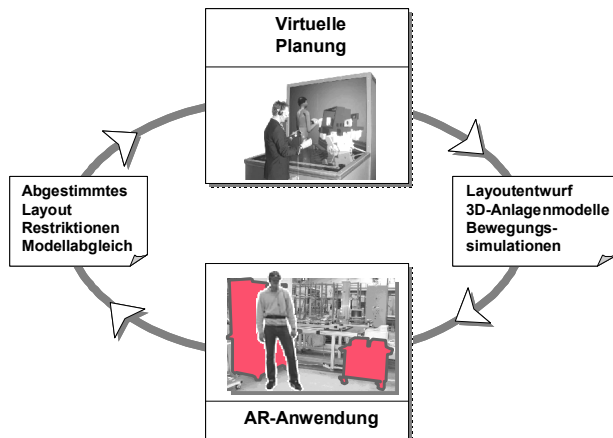 Virtuelle
Planung
Abgestimmtes
Layout
Restriktionen
Modellabgleich
Layoutentwurf
3D-Anlagenmodelle
Bewegungs-
simulationen
AR-Anwendung